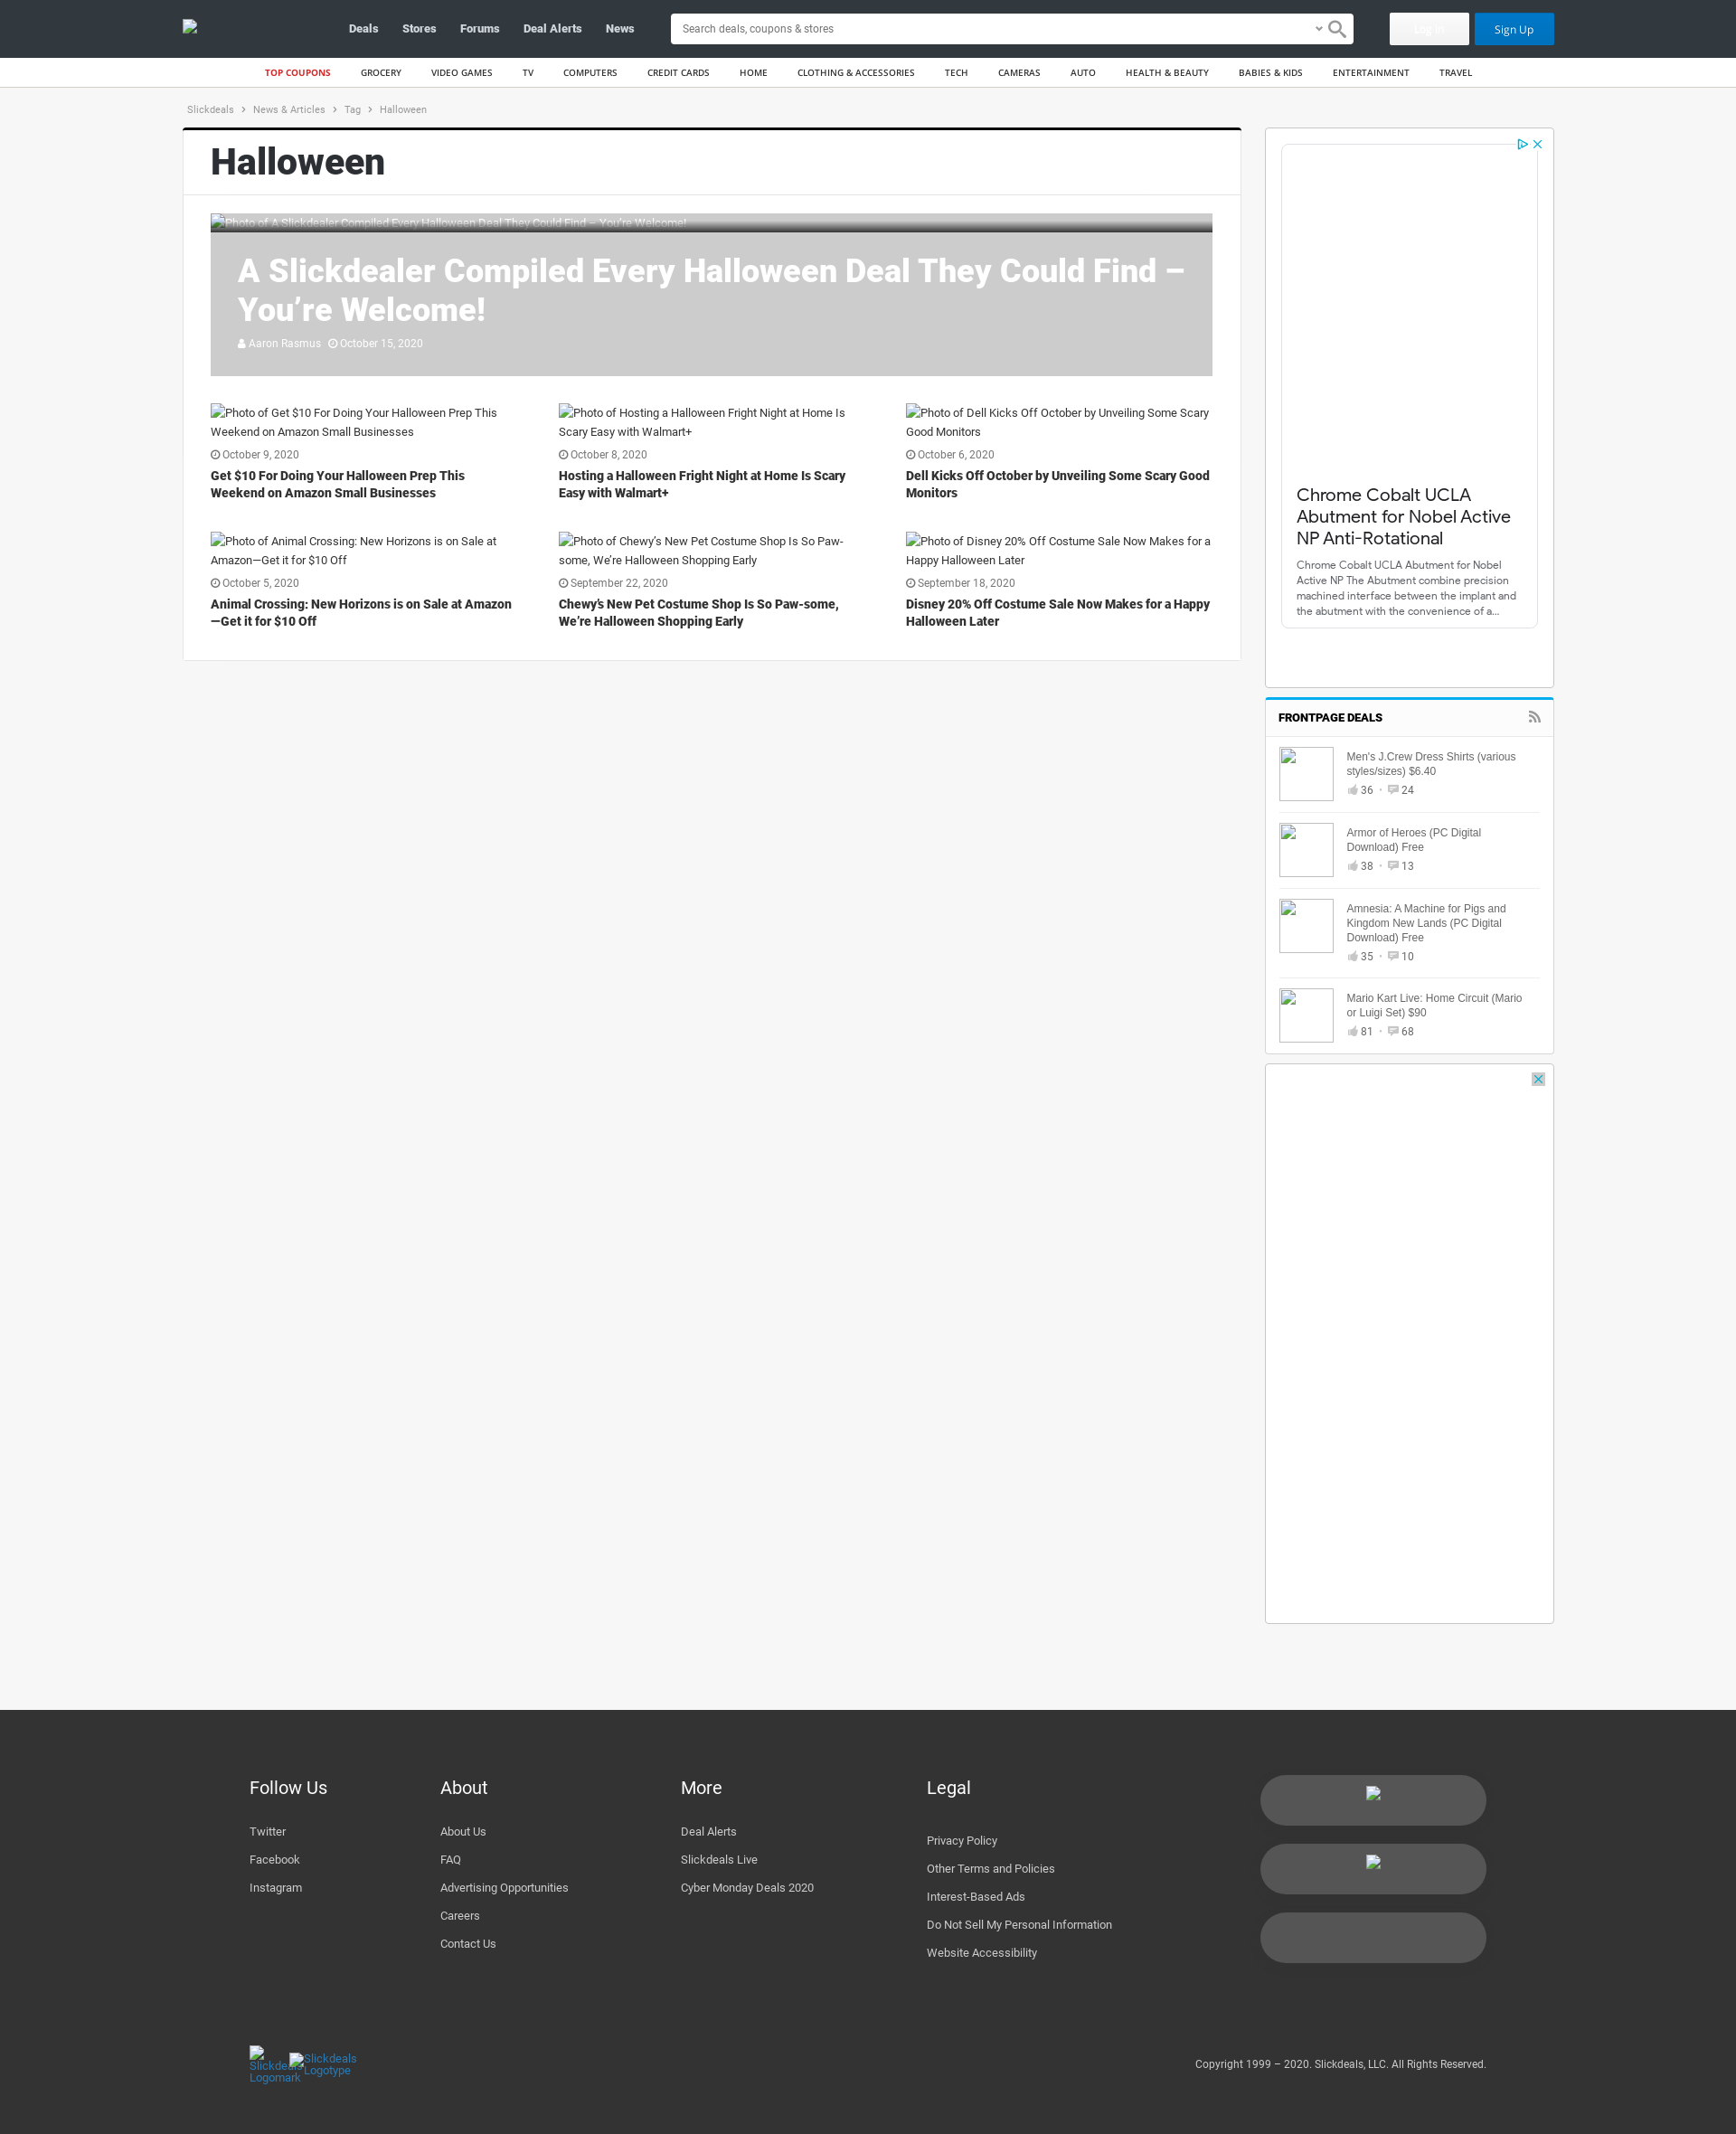 Deals Stores Forums Deal Alerts News
Search deals, coupons & stores
Log In
Sign Up
TOP COUPONS GROCERY VIDEO GAMES TV COMPUTERS CREDIT CARDS HOME CLOTHING & ACCESSORIES TECH CAMERAS AUTO HEALTH & BEAUTY BABIES & KIDS ENTERTAINMENT TRAVEL
Slickdeals › News & Articles › Tag › Halloween
Halloween
Photo of A Slickdealer Compiled Every Halloween Deal They Could Find – You’re Welcome!
A Slickdealer Compiled Every Halloween Deal They Could Find –
You’re Welcome!
Aaron Rasmus October 15, 2020
Photo of Get $10 For Doing Your Halloween Prep This
Weekend on Amazon Small Businesses
October 9, 2020
Get $10 For Doing Your Halloween Prep This
Weekend on Amazon Small Businesses
Photo of Hosting a Halloween Fright Night at Home Is
Scary Easy with Walmart+
October 8, 2020
Hosting a Halloween Fright Night at Home Is Scary
Easy with Walmart+
Photo of Dell Kicks Off October by Unveiling Some Scary
Good Monitors
October 6, 2020
Dell Kicks Off October by Unveiling Some Scary Good
Monitors
Photo of Animal Crossing: New Horizons is on Sale at
Amazon—Get it for $10 Off
October 5, 2020
Animal Crossing: New Horizons is on Sale at Amazon
—Get it for $10 Off
Photo of Chewy’s New Pet Costume Shop Is So Paw-
some, We’re Halloween Shopping Early
September 22, 2020
Chewy’s New Pet Costume Shop Is So Paw-some,
We’re Halloween Shopping Early
Photo of Disney 20% Off Costume Sale Now Makes for a
Happy Halloween Later
September 18, 2020
Disney 20% Off Costume Sale Now Makes for a Happy
Halloween Later
Chrome Cobalt UCLA
Abutment for Nobel Active
NP Anti-Rotational
Chrome Cobalt UCLA Abutment for Nobel
Active NP The Abutment combine precision
machined interface between the implant and
the abutment with the convenience of a...
FRONTPAGE DEALS
Men's J.Crew Dress Shirts (various
styles/sizes) $6.40
36 · 24
Armor of Heroes (PC Digital
Download) Free
38 · 13
Amnesia: A Machine for Pigs and
Kingdom New Lands (PC Digital
Download) Free
35 · 10
Mario Kart Live: Home Circuit (Mario
or Luigi Set) $90
81 · 68
Follow Us
Twitter
Facebook
Instagram
About
About Us
FAQ
Advertising Opportunities
Careers
Contact Us
More
Deal Alerts
Slickdeals Live
Cyber Monday Deals 2020
Legal
Privacy Policy
Other Terms and Policies
Interest-Based Ads
Do Not Sell My Personal Information
Website Accessibility
Slickdeals
Logomark
Slickdeals
Logotype
Copyright 1999 – 2020. Slickdeals, LLC. All Rights Reserved.